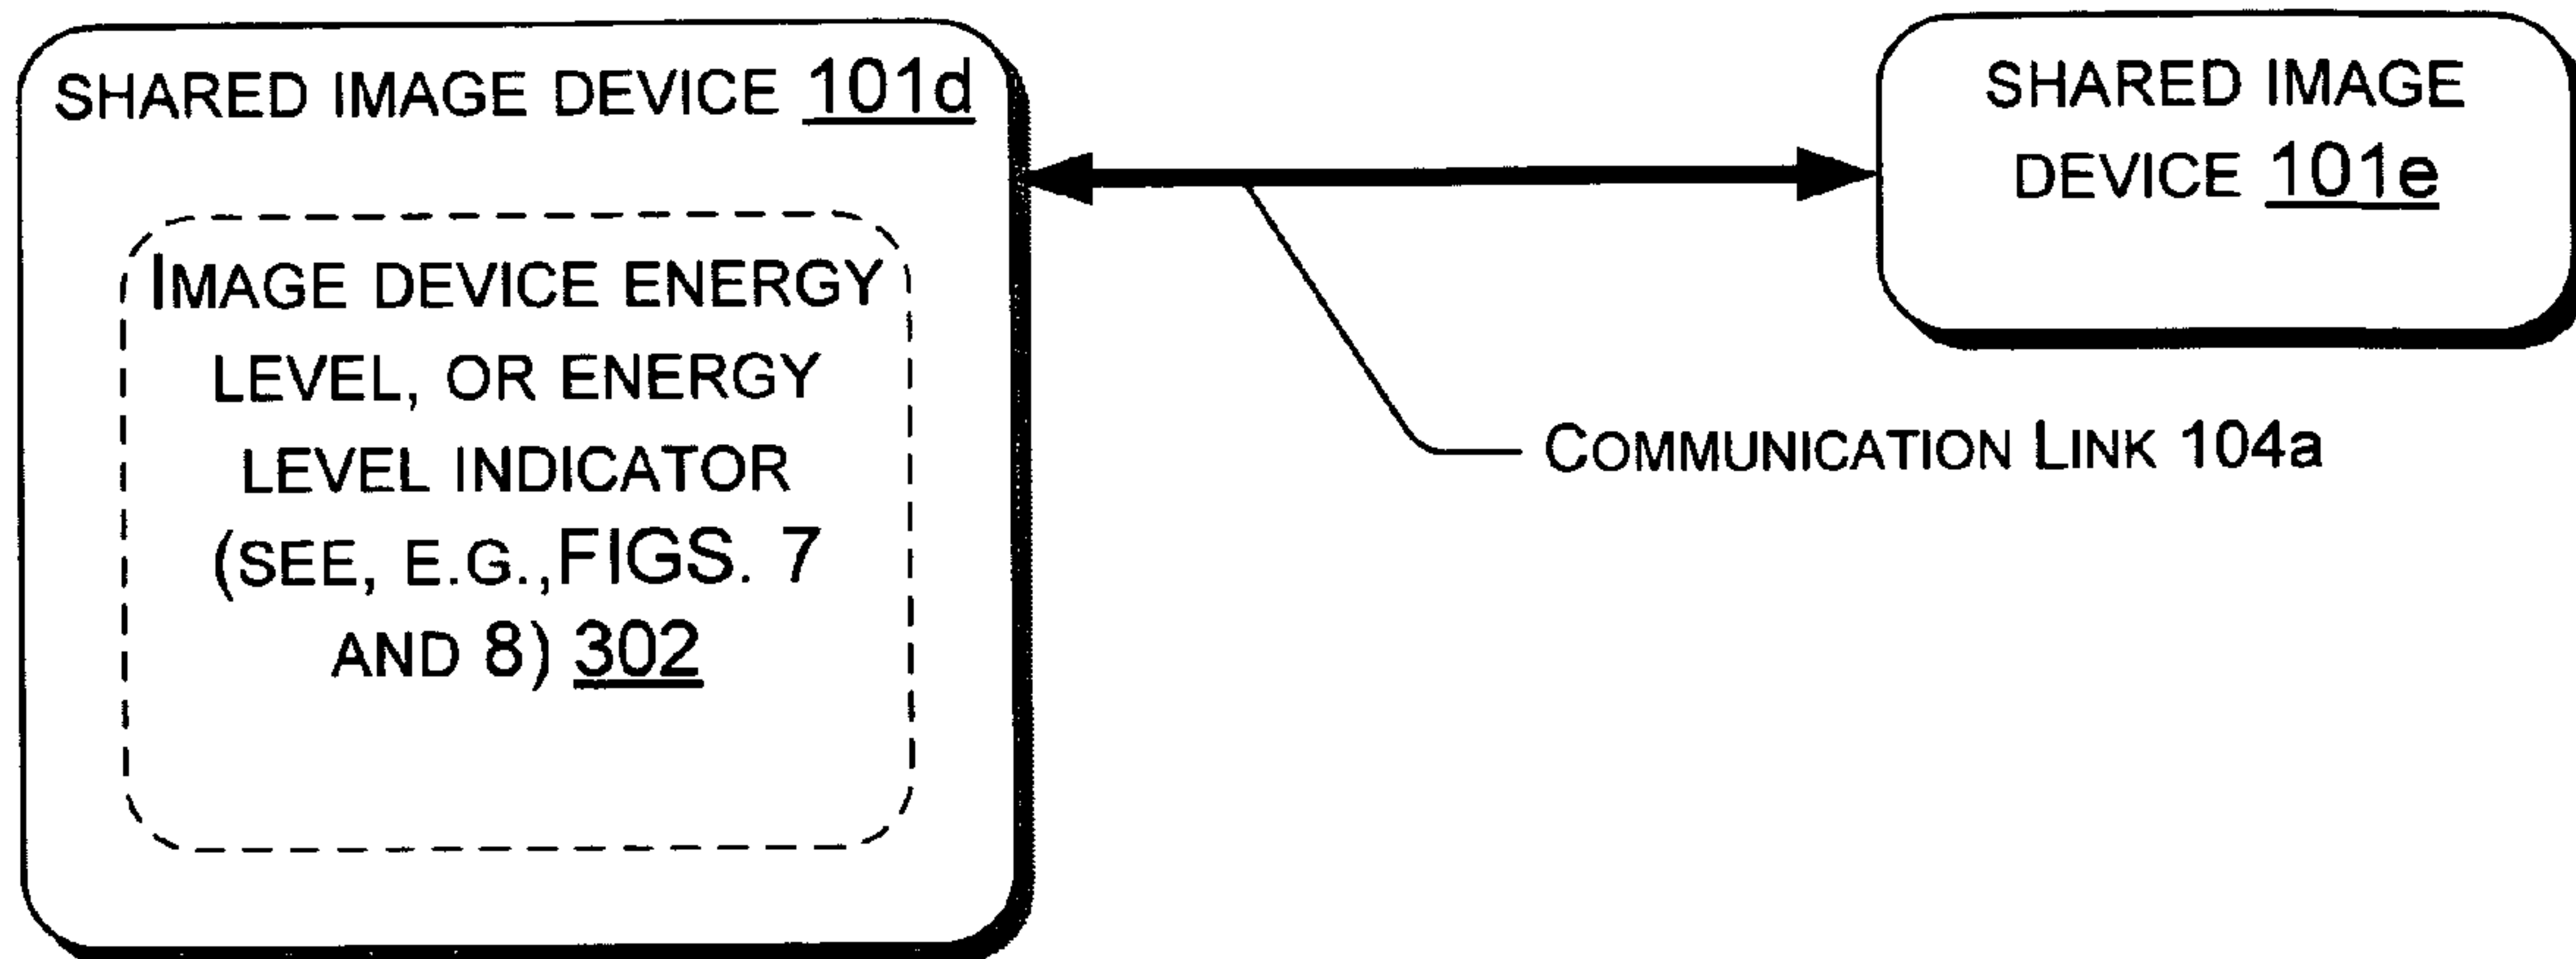 SHARED IMAGE DEVICE 101d
IMAGE DEVICE ENERGY
LEVEL, OR ENERGY
LEVEL INDICATOR
(SEE, E.G.,FIGS. 7
AND 8) 302
SHARED IMAGE
DEVICE 101e
COMMUNICATION LINK 104a